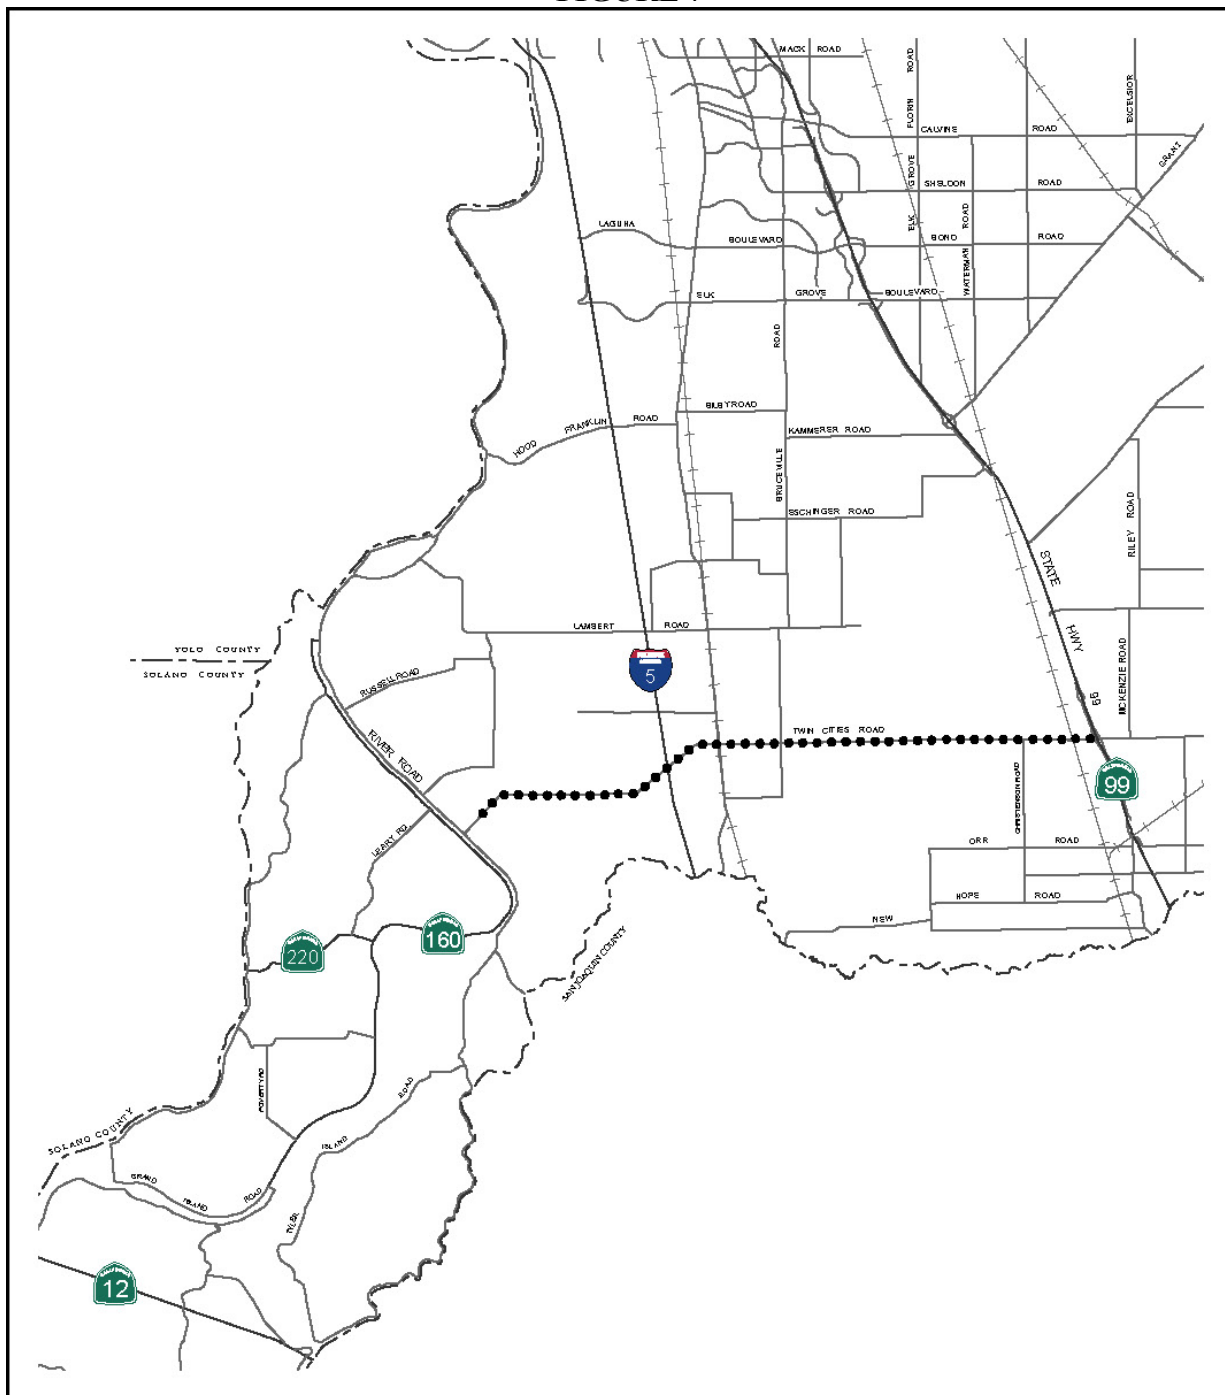 MACK ROAD
FLORIN ROAD
EXCELSIOR
CALVINE ROAD
GRANT
ELK GROVE
SHELDON ROAD
LAGUNA
BOULEVARD
BOND ROAD
WATERMAN ROAD
ELK GROVE BOULEVARD
BRUCEVILLE ROAD
BILBY ROAD
HOOD FRANKLIN ROAD
KAMMERER ROAD
ESCHINGER ROAD
RILEY ROAD
STATE HWY 99
LAMBERT ROAD
YOLO COUNTY
SOLANO COUNTY
5
MCKENZIE ROAD
RUSSELL ROAD
RIVER ROAD
TWIN CITIES ROAD
99
CHRISTENSON ROAD
LEARY RD
ORR ROAD
NEW HOPE ROAD
160
220
SAN JOAQUIN COUNTY
POVERTY RD
SOLANO COUNTY
TYLER ISLAND ROAD
GRAND ISLAND ROAD
12